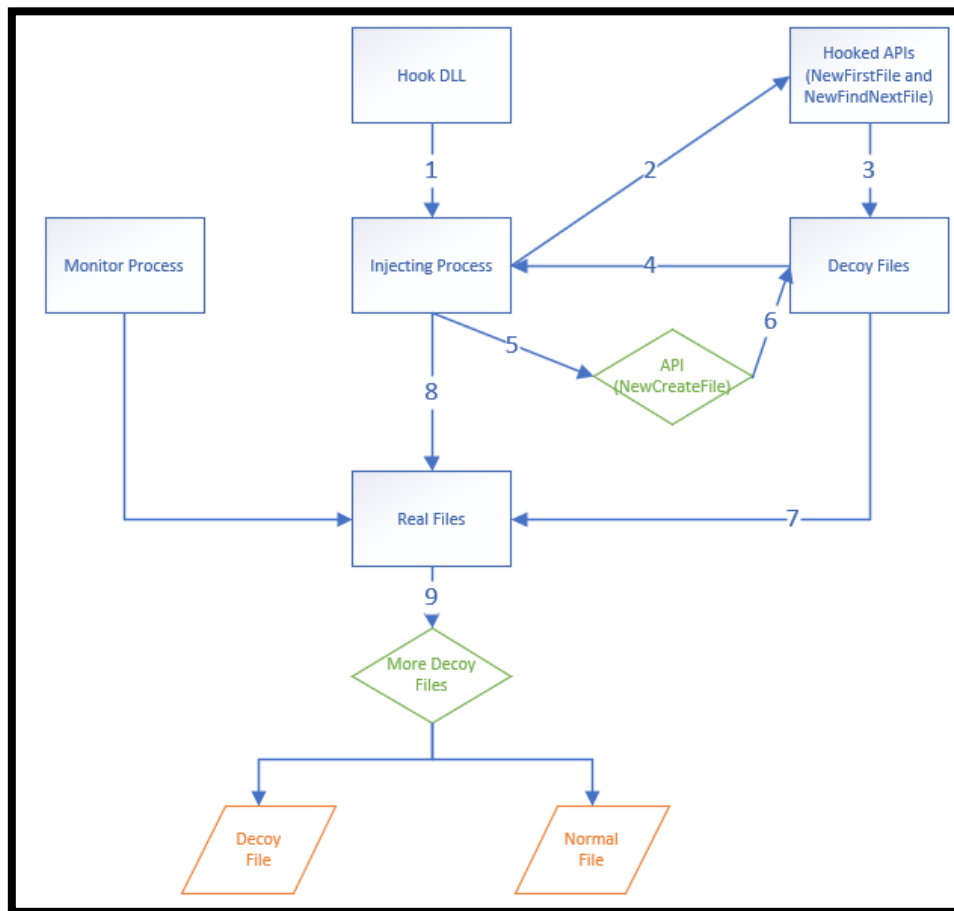 Hook DLL
Hooked APIs
(NewFirstFile and
NewFindNextFile)
1
2
3
Monitor Process
Injecting Process
4
Decoy Files
5
6
API
(NewCreateFile)
8
Real Files
7
9
More Decoy
Files
Decoy
File
Normal
File